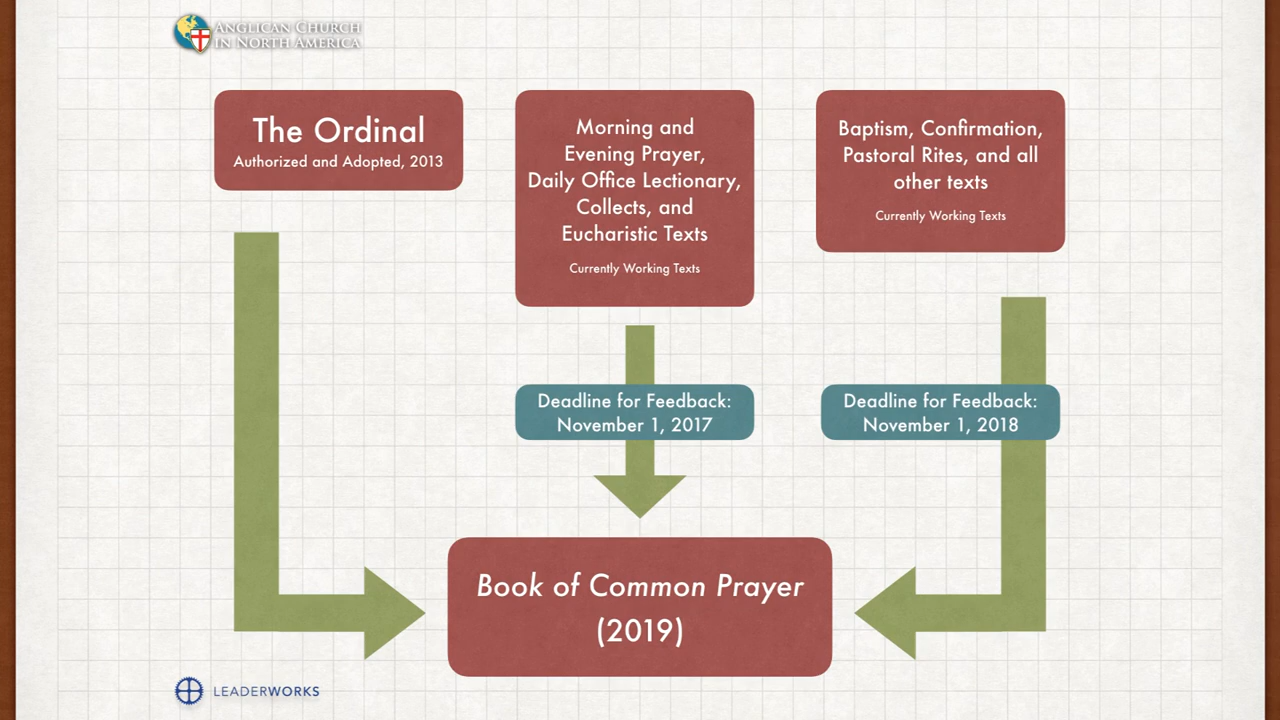 ANGLICAN CHURCH
IN NORTH AMERICA
The Ordinal
Authorized and Adopted, 2013
Morning and
Evening Prayer,
Daily Office Lectionary,
Collects, and
Eucharistic Texts
Currently Working Texts
Baptism, Confirmation,
Pastoral Rites, and all
other texts
Currently Working Texts
Deadline for Feedback:
November 1, 2017
Deadline for Feedback:
November 1, 2018
Book of Common Prayer
(2019)
LEADERWORKS